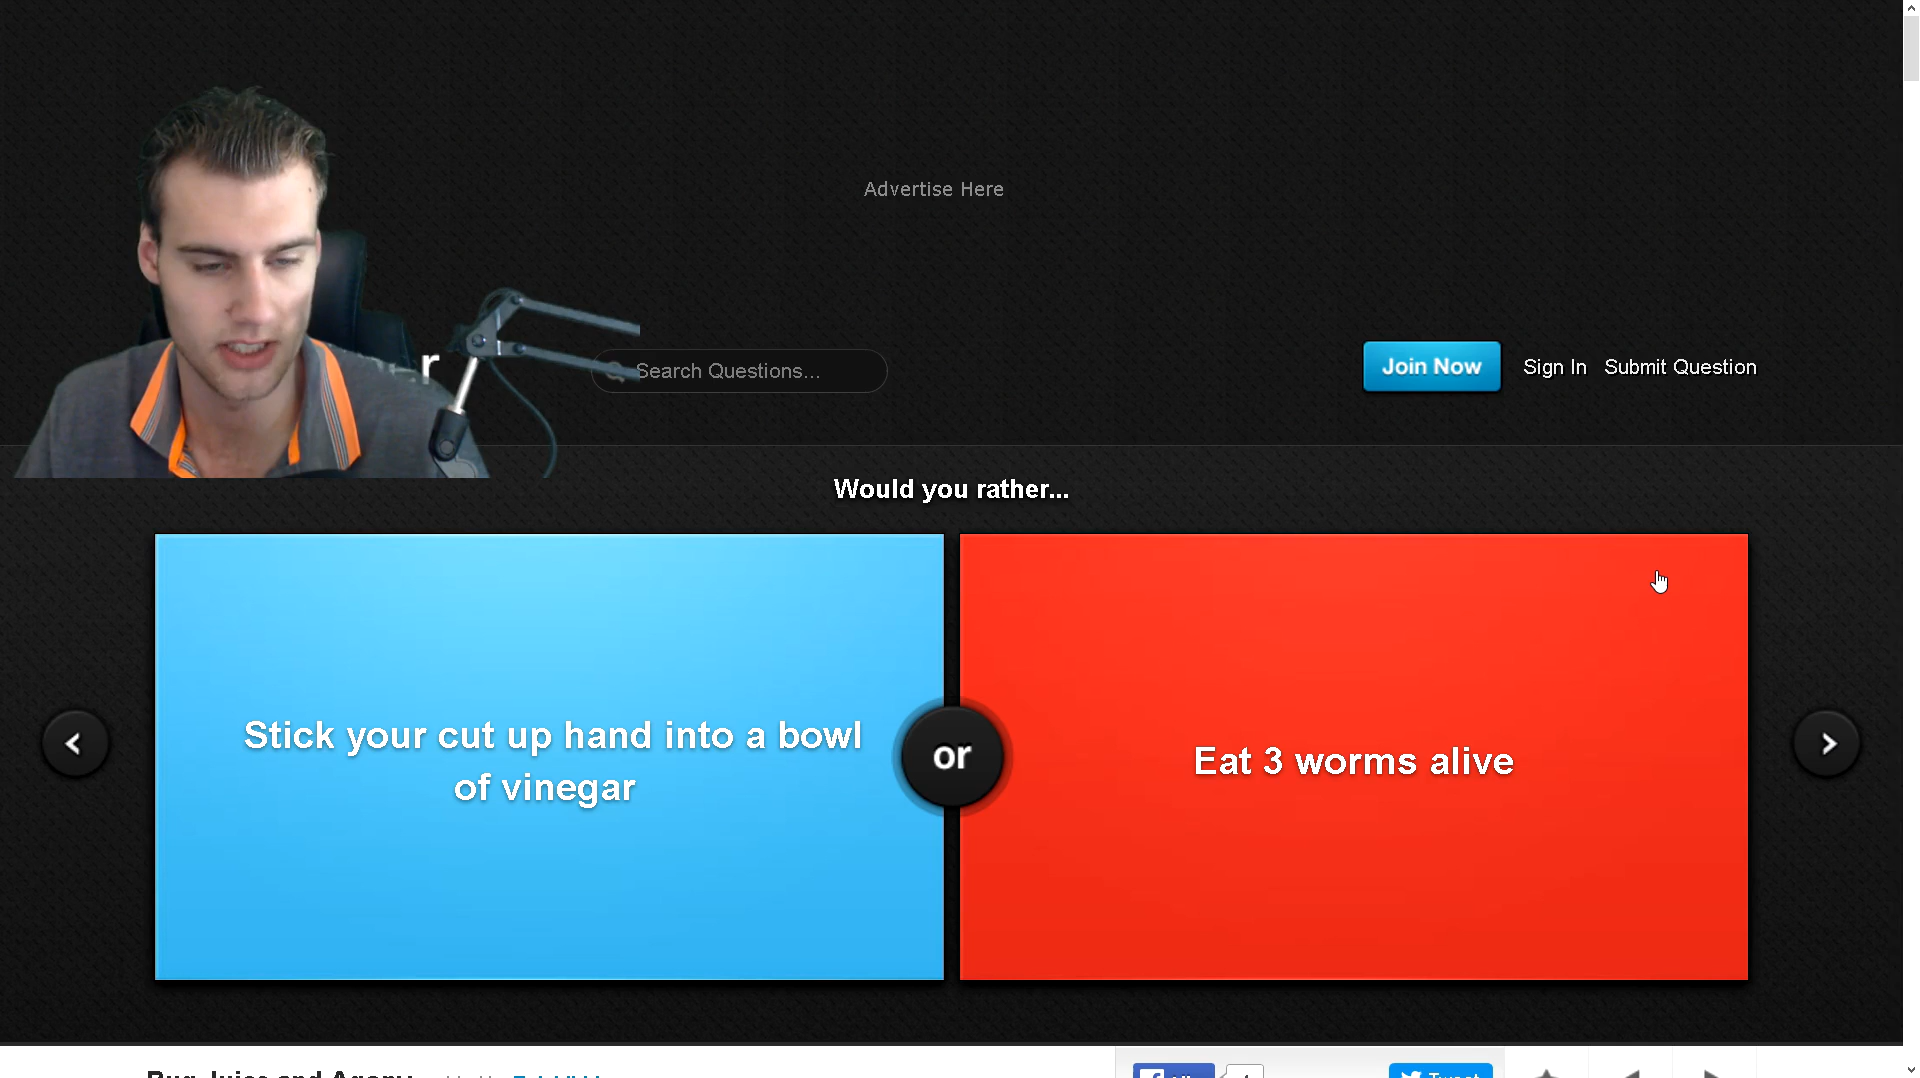 Advertise Here
r
Search Questions...
Join Now
Sign In
Submit Question
Would you rather...
Stick your cut up hand into a bowl
of vinegar
or
Eat 3 worms alive